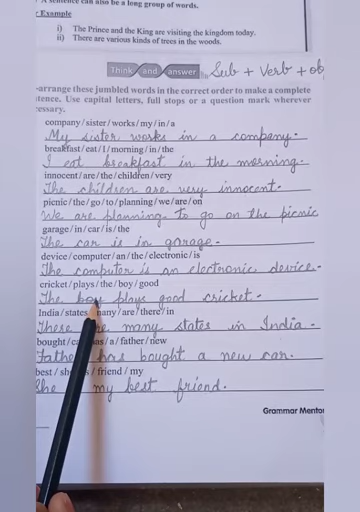 A sentence can also be a long group of words.
Example
i) The Prince and the King are visiting the kingdom today.
ii) There are various kinds of trees in the woods.
Think and answer Sub + Verb + ob
-arrange these jumbled words in the correct order to make a complete
tence. Use capital letters, full stops or a question mark wherever
cessary.
company/sister/works/my/in/a
My sister works in a company.
breakfast/eat/I/morning/in/the
I eat breakfast in the morning.
innocent/are/the/children/very
The children are very innocent.
picnic/the/go/to/planning/we/are/on
We are planning to go on the picnic
garage/in/car/is/the
The car is in garage.
device/computer/an/the/electronic/is
The computer is an electronic device.
cricket/plays/the/boy/good
The boy plays good cricket.
India/states/many/are/there/in
There many states in India.
bought/ /a/father/new
Father has bought a new car.
best/ /friend/my
She my best friend.
Grammar Mentor